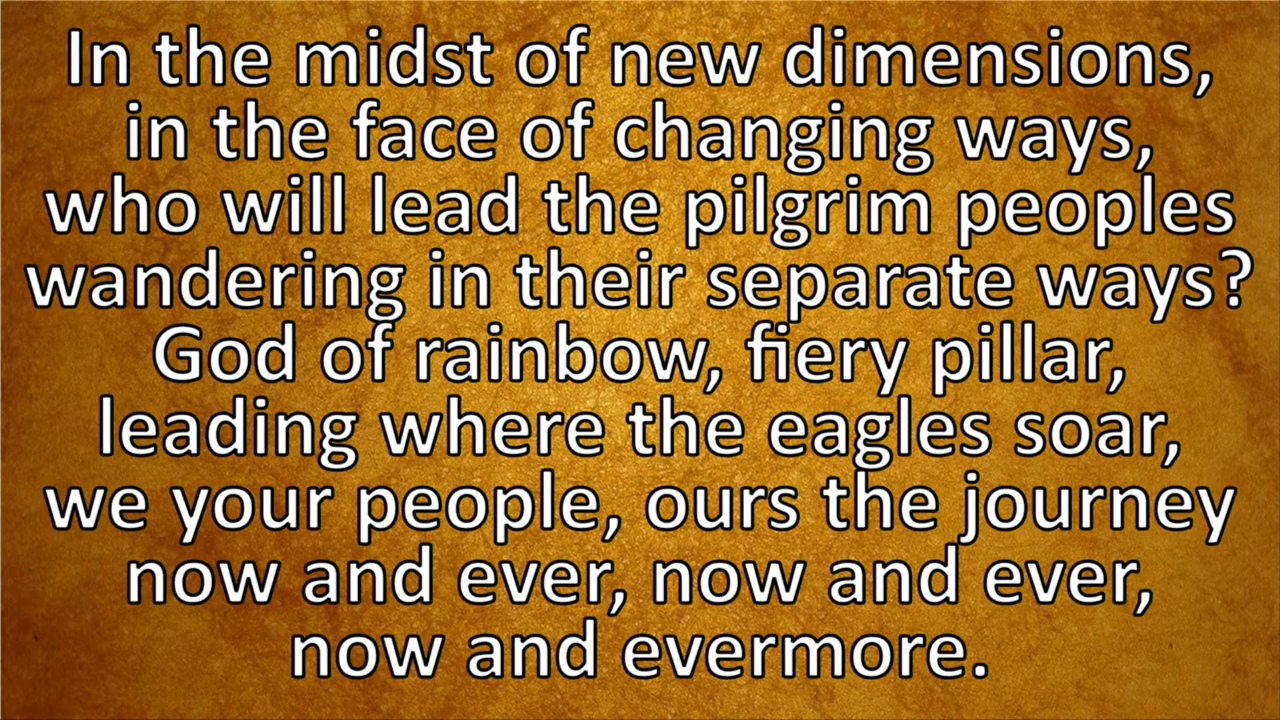 In the midst of new dimensions,
in the face of changing ways,
who will lead the pilgrim peoples
wandering in their separate ways?
God of rainbow, fiery pillar,
leading where the eagles soar,
we your people, ours the journey
now and ever, now and ever,
now and evermore.